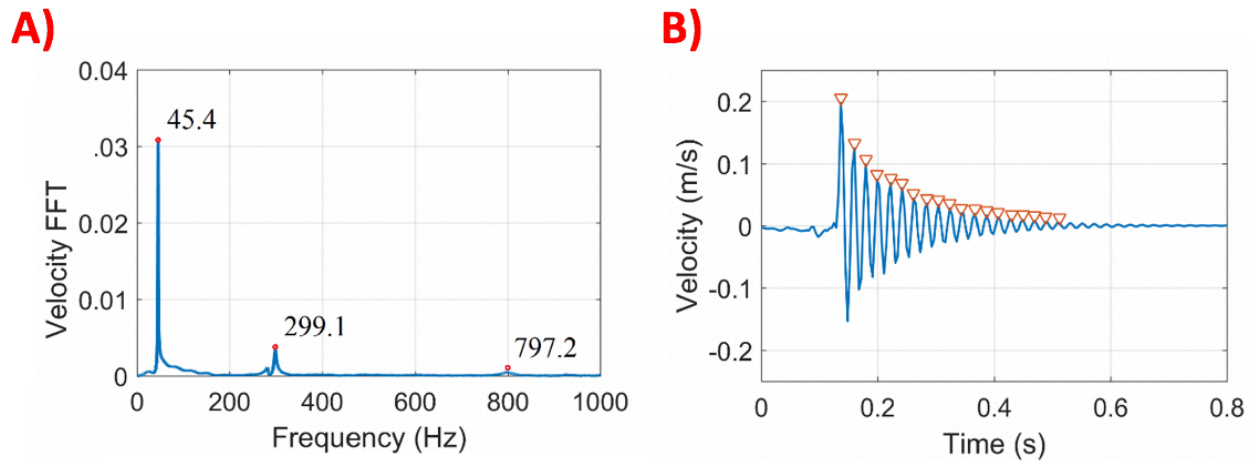 A)
0.04
.03
0.02
0.01
0
45.4
299.1
797.2
0 200 400 600 800 1000
Velocity FFT
Frequency (Hz)
B)
0.2
0.1
0
-0.1
-0.2
0 0.2 0.4 0.6 0.8
Velocity (m/s)
Time (s)